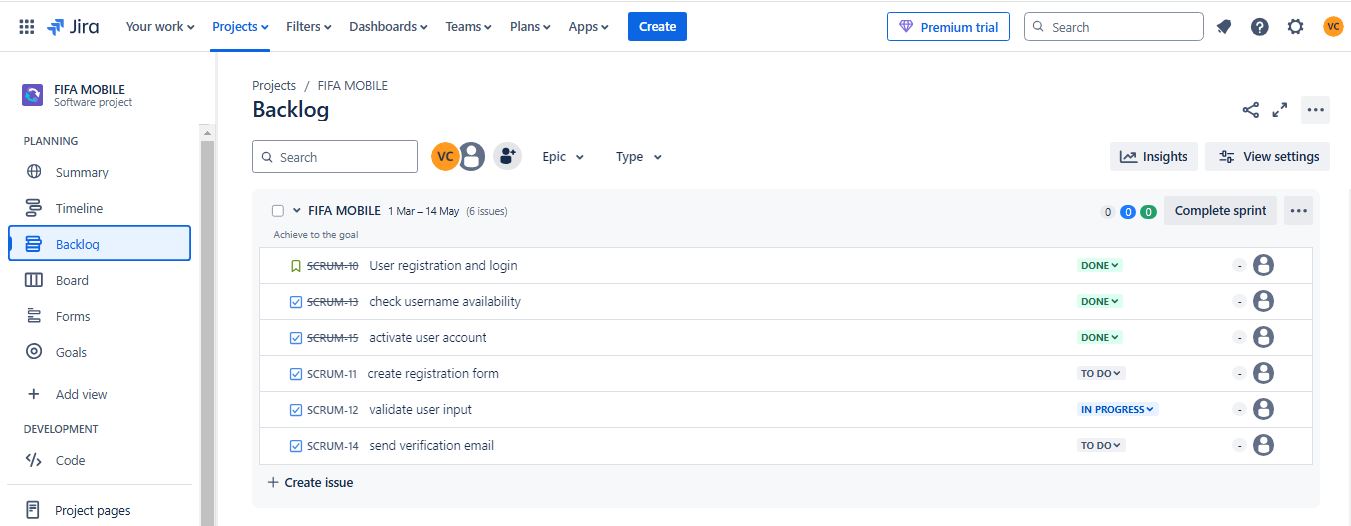 Jira Your work Projects Filters Dashboards Teams Plans Apps Create Premium trial Search VC
FIFA MOBILE
Software project
PLANNING
Summary
Timeline
Backlog
Board
Forms
Goals
Add view
DEVELOPMENT
Code
Project pages
Projects / FIFA MOBILE
Backlog
Search VC Epic Type Insights View settings
FIFA MOBILE 1 Mar – 14 May (6 issues) 0 0 0 Complete sprint
Achieve to the goal
SCRUM-10 User registration and login DONE -
SCRUM-13 check username availability DONE -
SCRUM-15 activate user account DONE -
SCRUM-11 create registration form TO DO -
SCRUM-12 validate user input IN PROGRESS -
SCRUM-14 send verification email TO DO -
+ Create issue